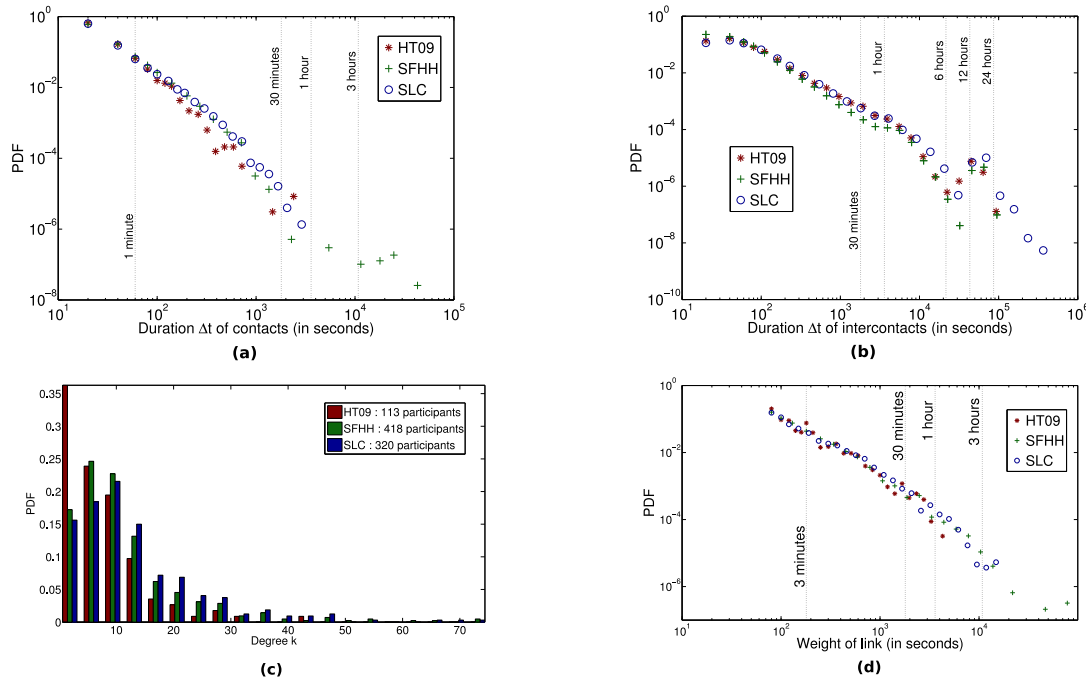 10^0
10^-2
10^-4
10^-6
10^-8
PDF
1 minute
30 minutes
1 hour
3 hours
HT09
SFHH
SLC
10^1
10^2
10^3
10^4
10^5
Duration Δt of contacts (in seconds)
(a)
10^0
10^-2
10^-4
10^-6
10^-8
10^-10
PDF
30 minutes
1 hour
6 hours
12 hours
24 hours
HT09
SFHH
SLC
10^1
10^2
10^3
10^4
10^5
10^6
Duration Δt of intercontacts (in seconds)
(b)
0.35
0.3
0.25
0.2
0.15
0.1
0.05
0
PDF
HT09 : 113 participants
SFHH : 418 participants
SLC : 320 participants
10
20
30
40
50
60
70
Degree k
(c)
10^0
10^-2
10^-4
10^-6
PDF
3 minutes
30 minutes
1 hour
3 hours
HT09
SFHH
SLC
10^1
10^2
10^3
10^4
Weight of link (in seconds)
(d)